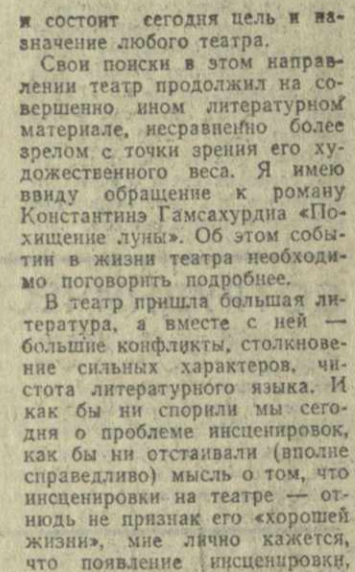 и состоит сегодня цель и на-
значение любого театра.
Свои поиски в этом направ-
лении театр продолжил на со-
вершенно ином литературном
материале, несравненно более
зрелом с точки зрения его ху-
дожественного веса. Я имею
ввиду обращение к роману
Константинэ Гамсахурдиа «По-
хищение луны». Об этом собы-
тии в жизни театра необходи-
мо поговорить подробнее.
В театр пришла большая ли-
тература, а вместе с ней —
большие конфликты, столкнове-
ние сильных характеров, чи-
стота литературного языка. И
как бы ни спорили мы сего-
дня о проблеме инсценировок,
как бы ни отстаивали (вполне
справедливо) мысль о том, что
инсценировки на театре — от-
нюдь не признак его «хорошей
жизни», мне лично кажется,
что появление инсценировки,